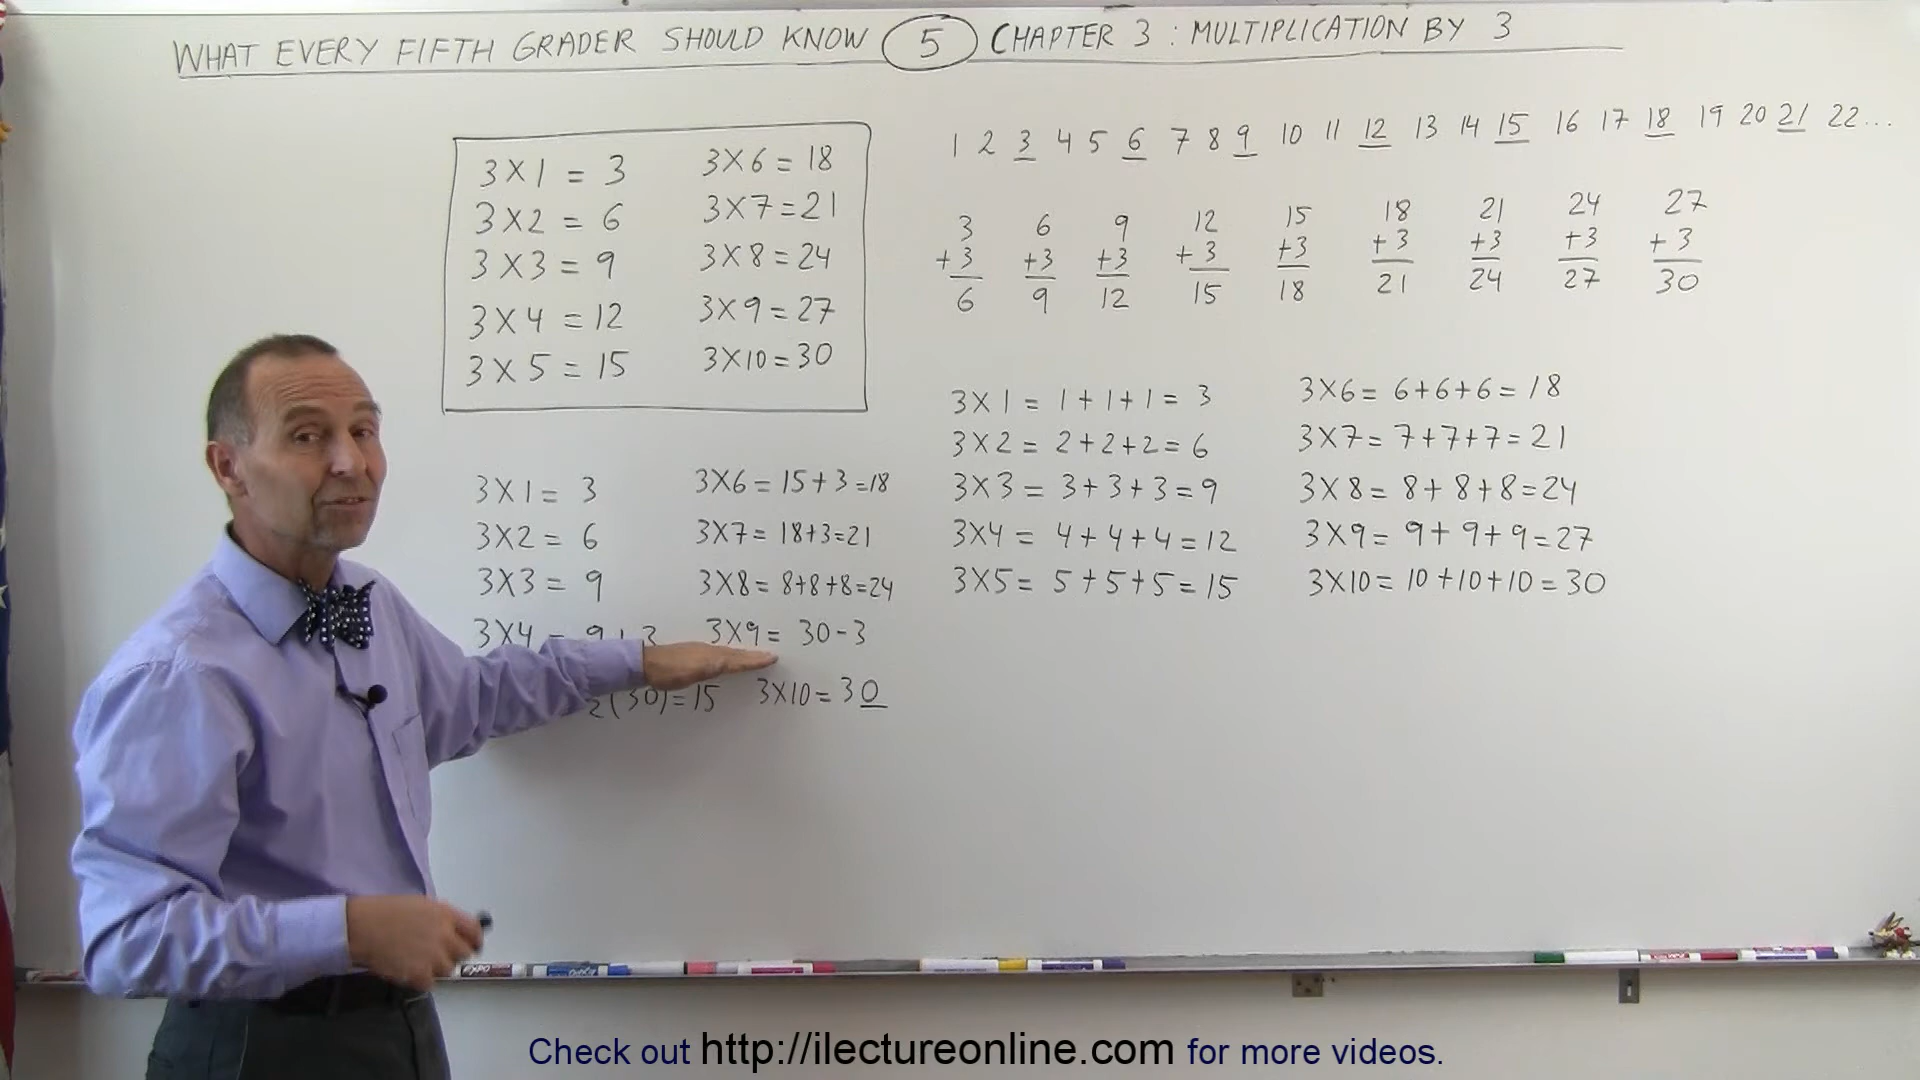 WHAT EVERY FIFTH GRADER SHOULD KNOW 5 CHAPTER 3 : MULTIPLICATION BY 3
3X1 = 3 3X6 = 18
3X2 = 6 3X7 = 21
3X3 = 9 3X8 = 24
3X4 = 12 3X9 = 27
3X5 = 15 3X10 = 30
1 2 3 4 5 6 7 8 9 10 11 12 13 14 15 16 17 18 19 20 21 22...
3 6 9 12 15 18 21 24 27
+3 +3 +3 +3 +3 +3 +3 +3 +3
6 9 12 15 18 21 24 27 30
3X1 = 3 3X6 = 15+3=18
3X2 = 6 3X7 = 18+3=21
3X3 = 9 3X8 = 8+8+8=24
3X4 = 9+3 3X9 = 30-3
2(30)=15 3X10 = 30
3X1 = 1+1+1 = 3 3X6 = 6+6+6 = 18
3X2 = 2+2+2 = 6 3X7 = 7+7+7 = 21
3X3 = 3+3+3 = 9 3X8 = 8+8+8 = 24
3X4 = 4+4+4 = 12 3X9 = 9+9+9 = 27
3X5 = 5+5+5 = 15 3X10 = 10+10+10 = 30
EXPO
Check out http://ilectureonline.com for more videos.